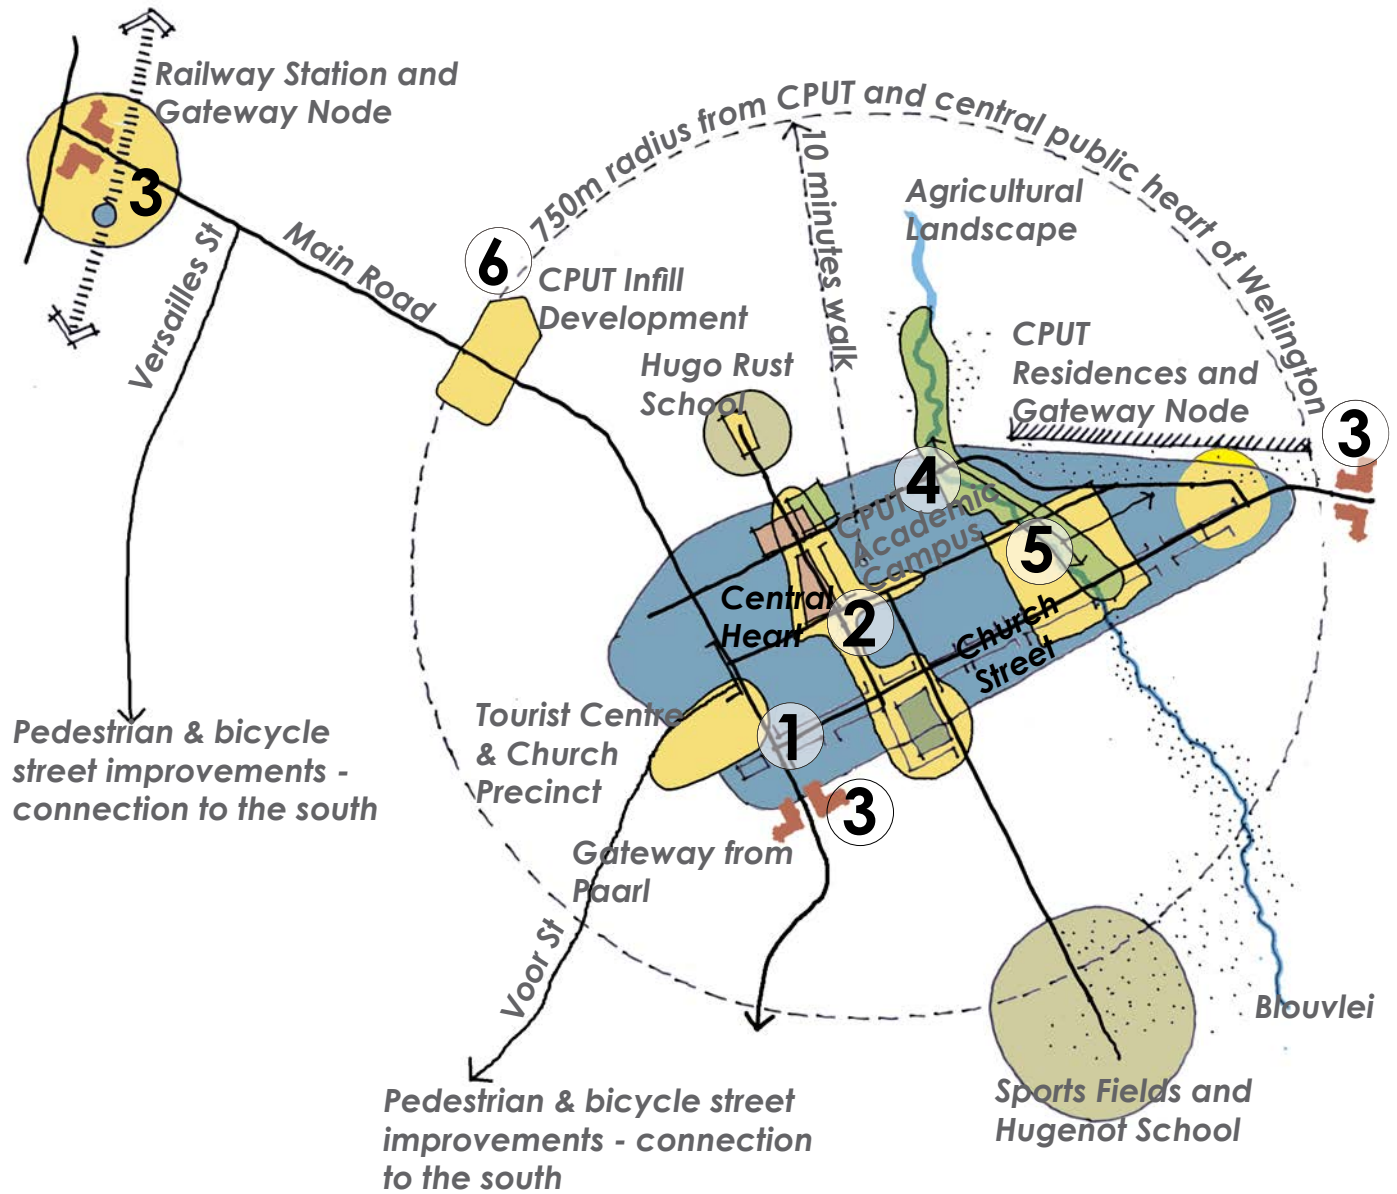 Railway Station and
Gateway Node
3
750m radius from CPUT and central public heart of Wellington
10 minutes walk
Agricultural
Landscape
Versailles St
Main Road
6
CPUT Infill
Development
Hugo Rust
School
CPUT
Residences and
Gateway Node
3
4
CPUT
Academic
Campus
5
Central
Heart
2
Church
Street
Tourist Centre
& Church
Precinct
1
3
Pedestrian & bicycle
street improvements -
connection to the south
Gateway from
Paarl
Voor St
Blouvlei
Sports Fields and
Hugenot School
Pedestrian & bicycle street
improvements - connection
to the south